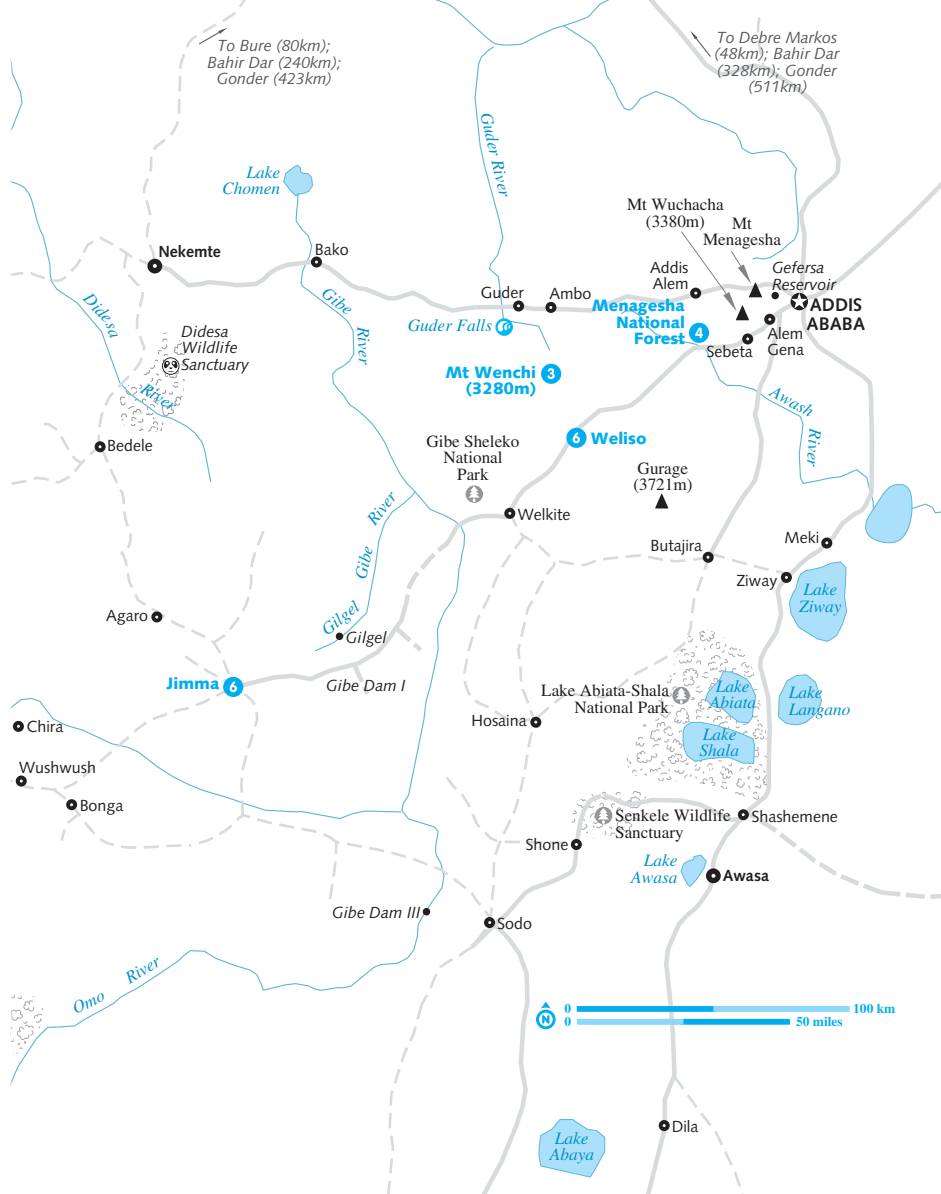 To Bure (80km);
Bahir Dar (240km);
Gonder (423km)
To Debre Markos
(48km); Bahir Dar
(328km); Gonder
(511km)
Guder River
Lake
Chomen
Mt Wuchacha
(3380m)
Mt
Menagesha
Nekemte
Bako
Addis
Alem
Gefersa
Reservoir
Didesa
River
Gibe
River
Guder
Ambo
Menagesha
National
Forest
4
ADDIS
ABABA
Guder Falls
Alem
Gena
Sebeta
Didesa
Wildlife
Sanctuary
Mt Wenchi
(3280m)
3
Awash
River
Bedele
Gibe Sheleko
National
Park
6
Weliso
Gurage
(3721m)
Welkite
Gilgel
Gibe
River
Butajira
Meki
Ziway
Lake
Ziway
Agaro
Gilgel
Jimma
6
Gibe Dam I
Lake Abiata-Shala
National Park
Lake
Abiata
Lake
Langano
Chira
Hosaina
Lake
Shala
Wushwush
Bonga
Senkele Wildlife
Sanctuary
Shashemene
Shone
Lake
Awasa
Awasa
Gibe Dam III
Sodo
Omo
River
N
0
100 km
0
50 miles
Dila
Lake
Abaya